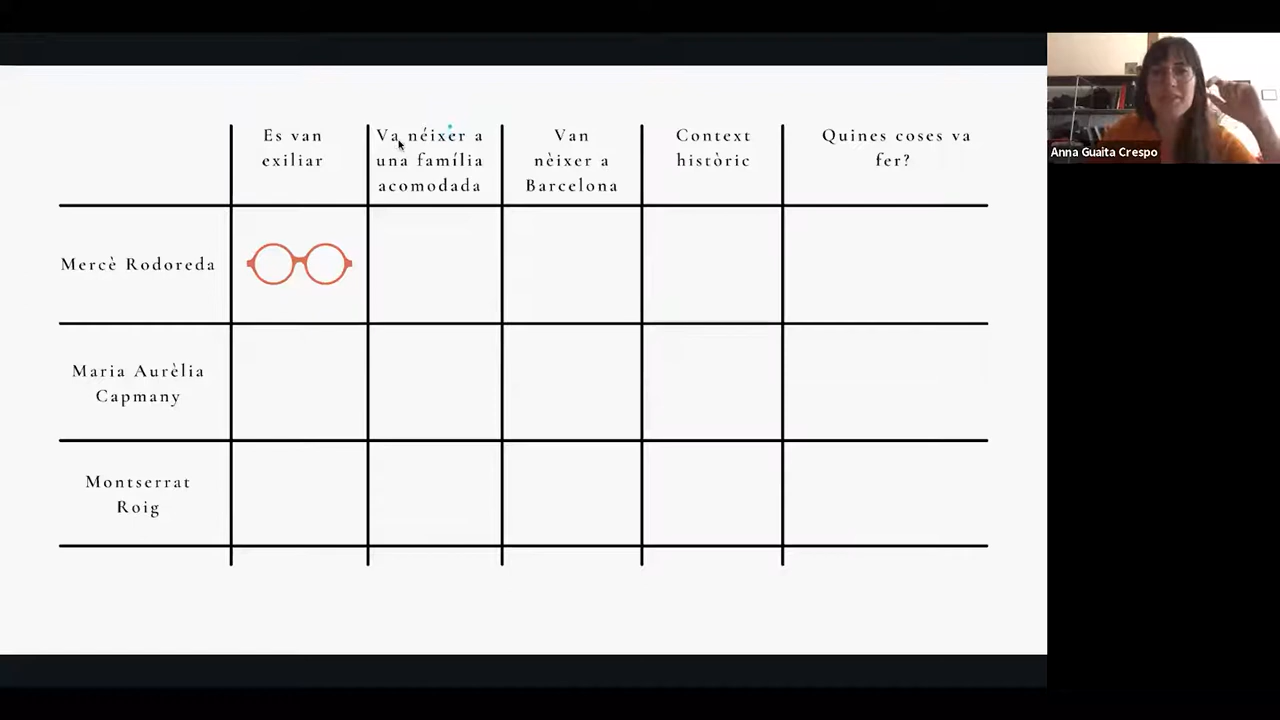 Es van
exiliar
Va néixer a
una família
acomodada
Van
nèixer a
Barcelona
Context
històric
Quines coses va
fer?
Mercè Rodoreda
Maria Aurèlia
Capmany
Montserrat
Roig
Anna Guaita Crespo